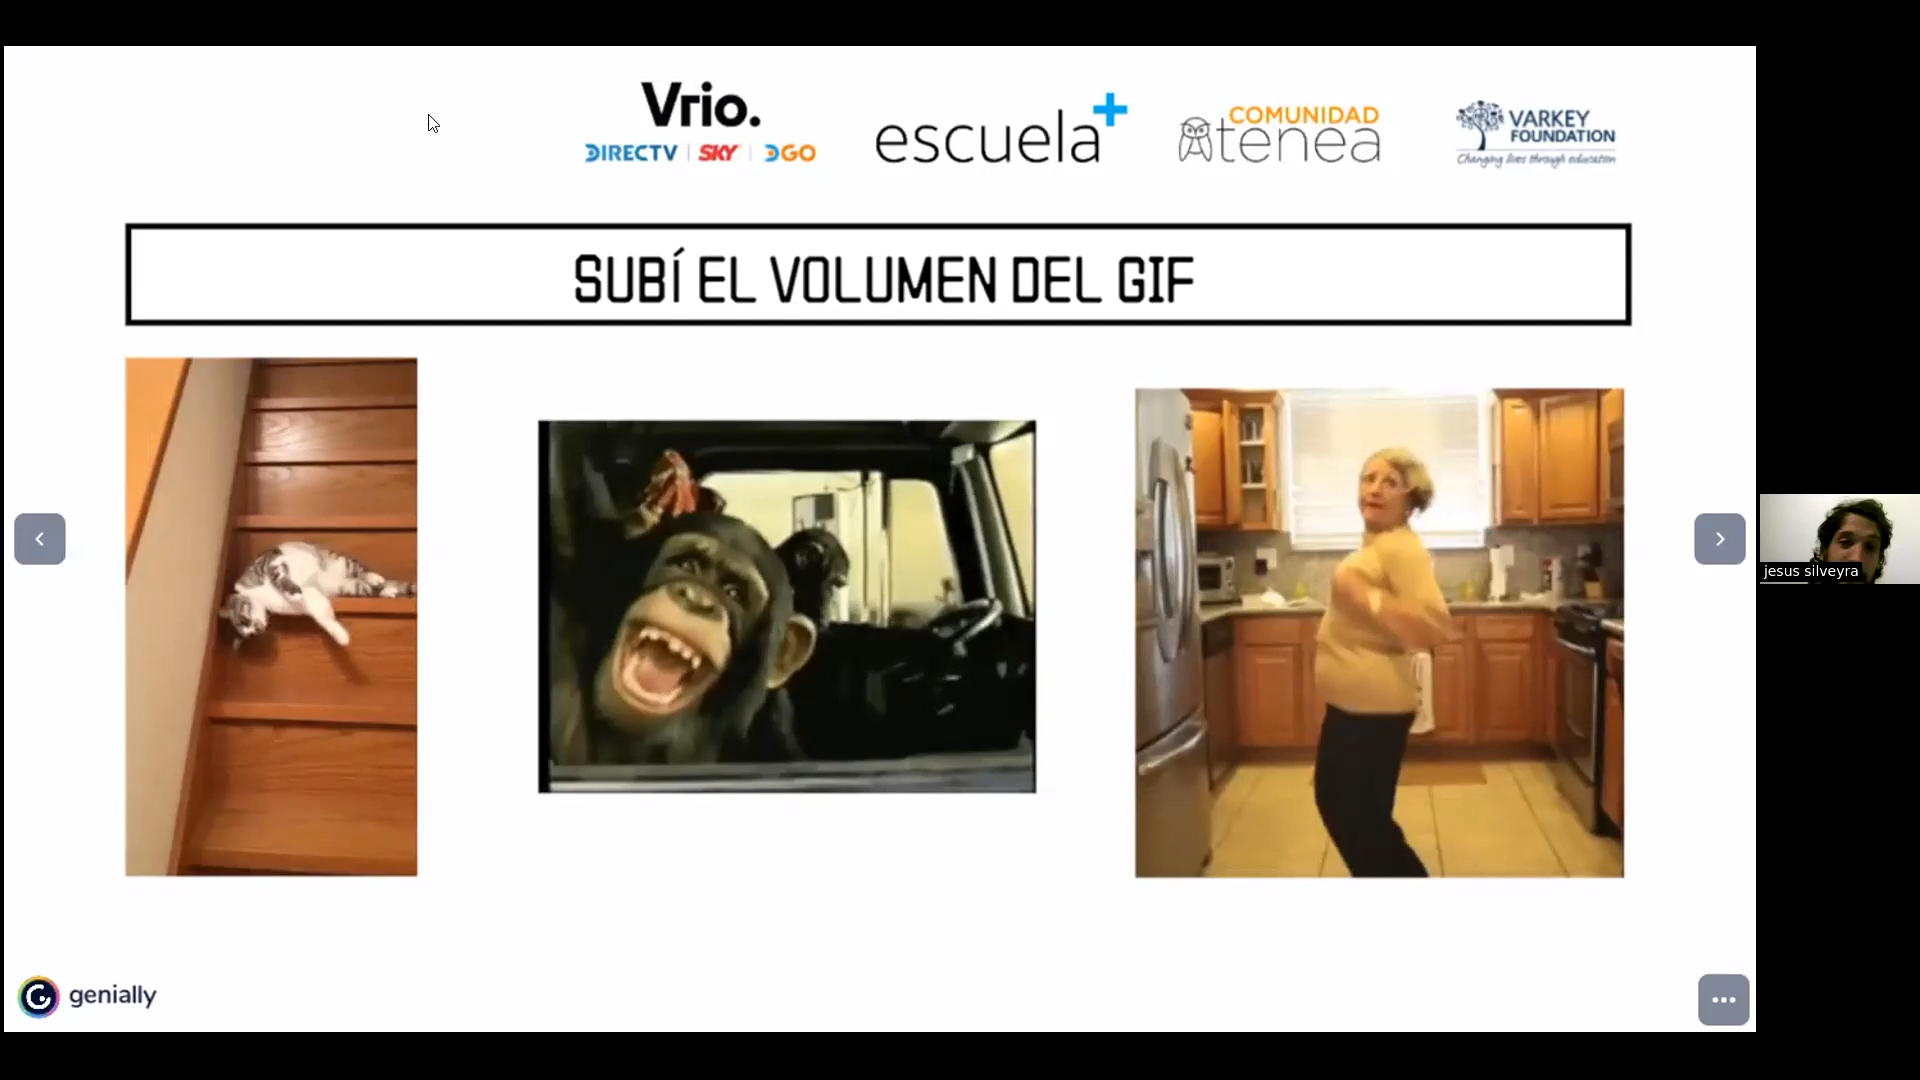 Vrio.
DIRECTV | SKY | DGO
escuela+
COMUNIDAD
atenea
VARKEY
FOUNDATION
Changing lives through education
SUBÍ EL VOLUMEN DEL GIF
jesus silveyra
genially